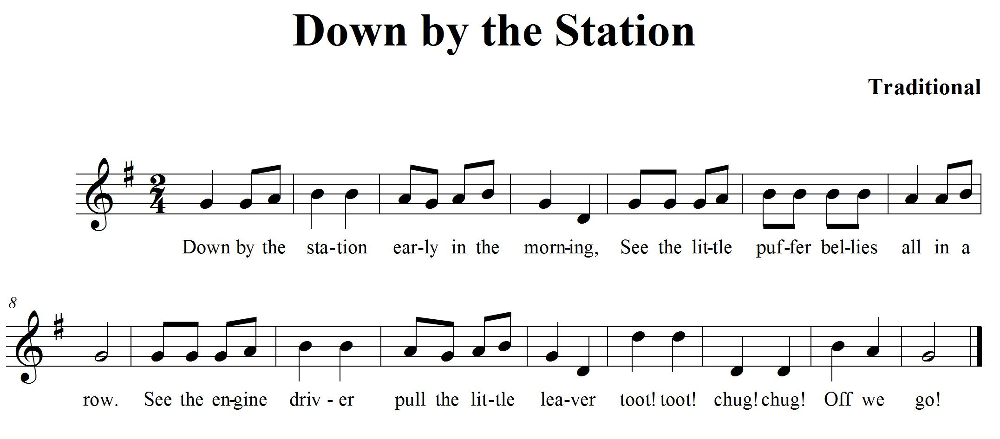 Down by the Station
Traditional
2
4
Down by the sta-tion ear-ly in the morn-ing, See the lit-tle puf-fer bel-lies all in a
8
row. See the en-gine driv - er pull the lit-tle lea-ver toot! toot! chug! chug! Off we go!